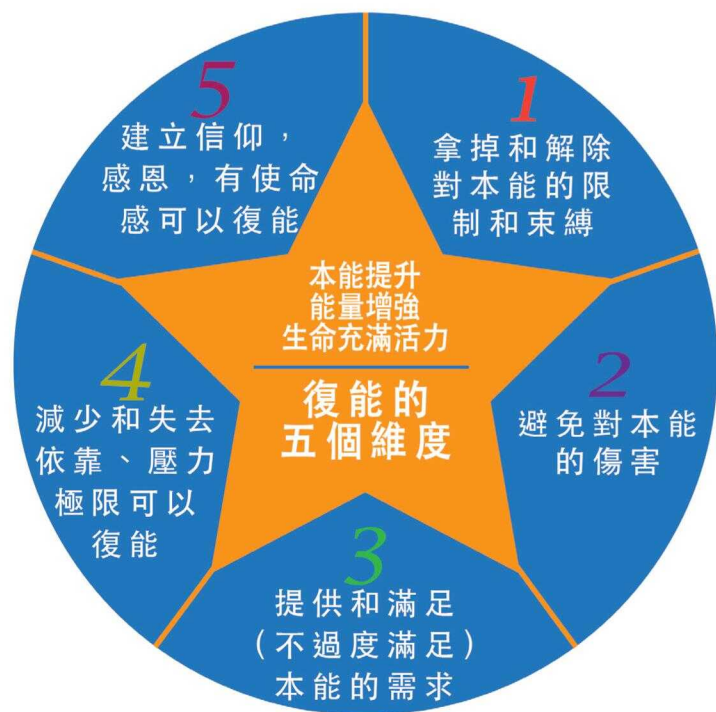 本能提升
能量增強
生命充滿活力
復能的
五個維度
1
拿掉和解除
對本能的限
制和束縛
2
避免對本能
的傷害
3
提供和滿足
（不過度滿足）
本能的需求
4
減少和失去
依靠、壓力
極限可以
復能
5
建立信仰，
感恩，有使命
感可以復能